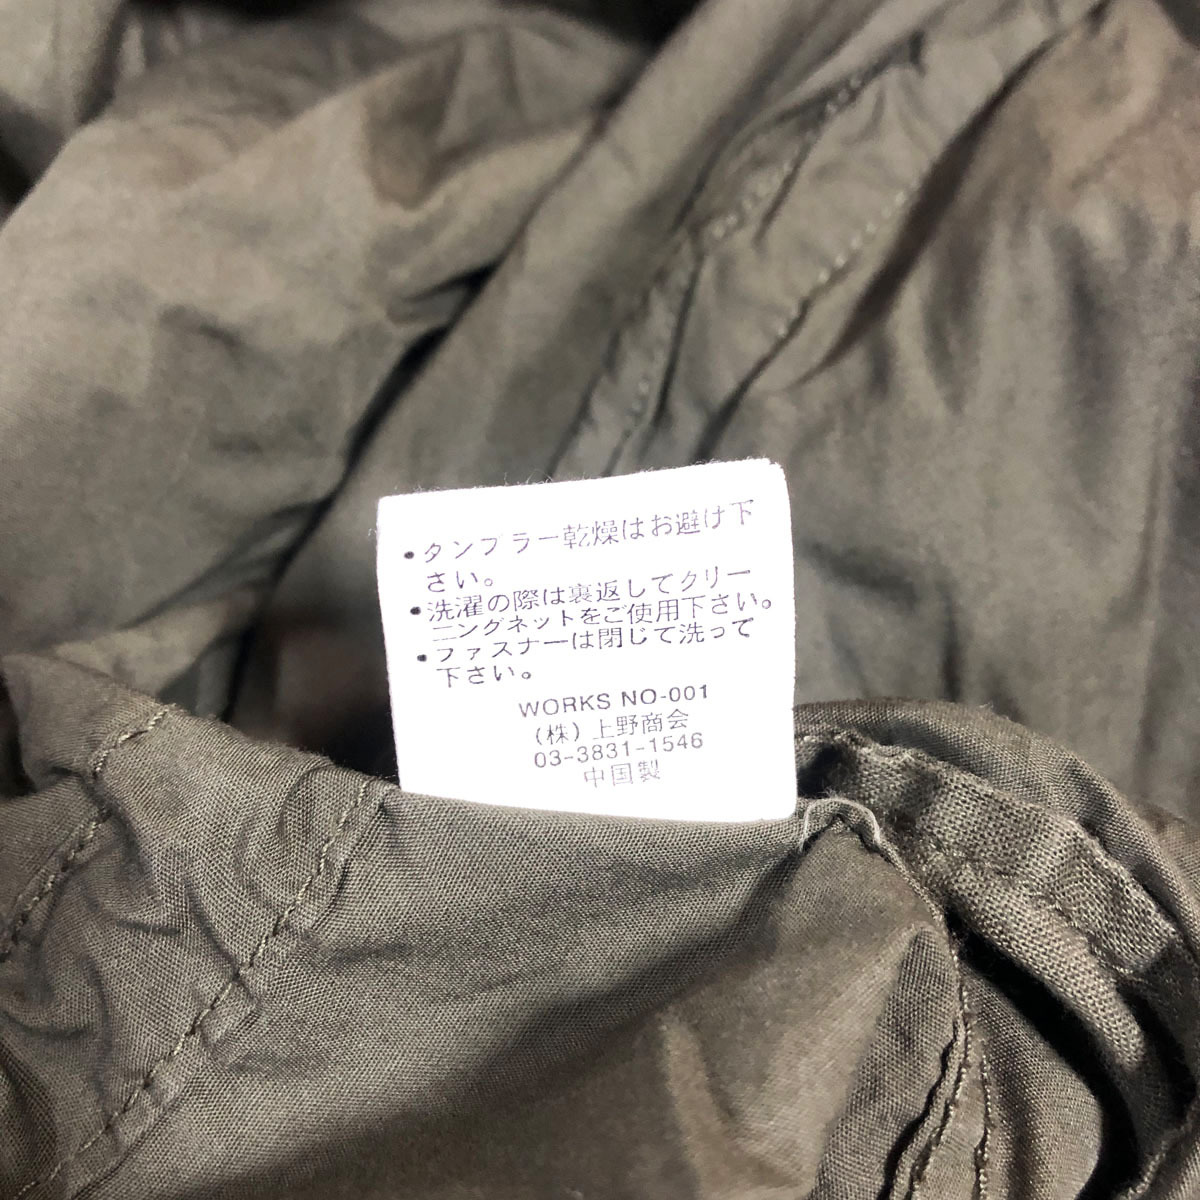 •タンブラー乾燥はお避け下
さい。
•洗濯の際は裏返してクリー
ニングネットをご使用下さい。
•ファスナーは閉じて洗って
下さい。
WORKS NO-001
(株)上野商会
03-3831-1546
中国製